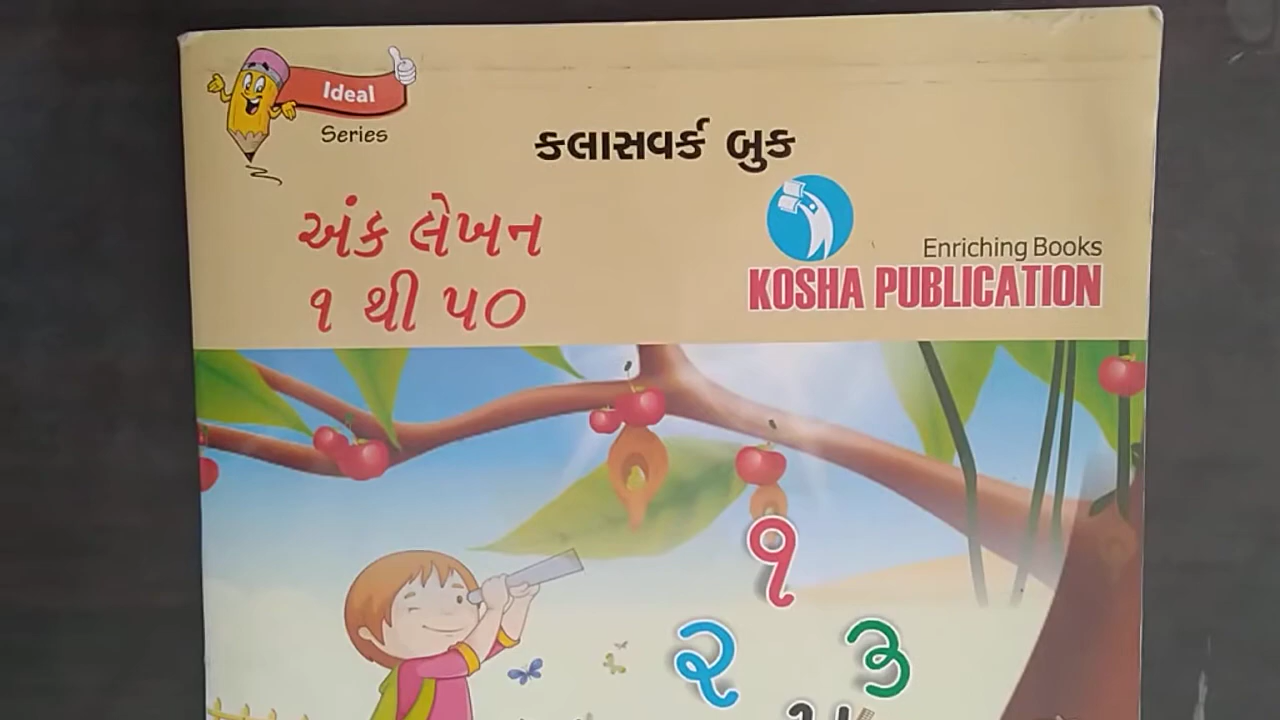 Ideal
Series
કલાસવર્ક બુક
અંક લેખન
૧ થી ૫૦
Enriching Books
KOSHA PUBLICATION
૧
૨ ૩